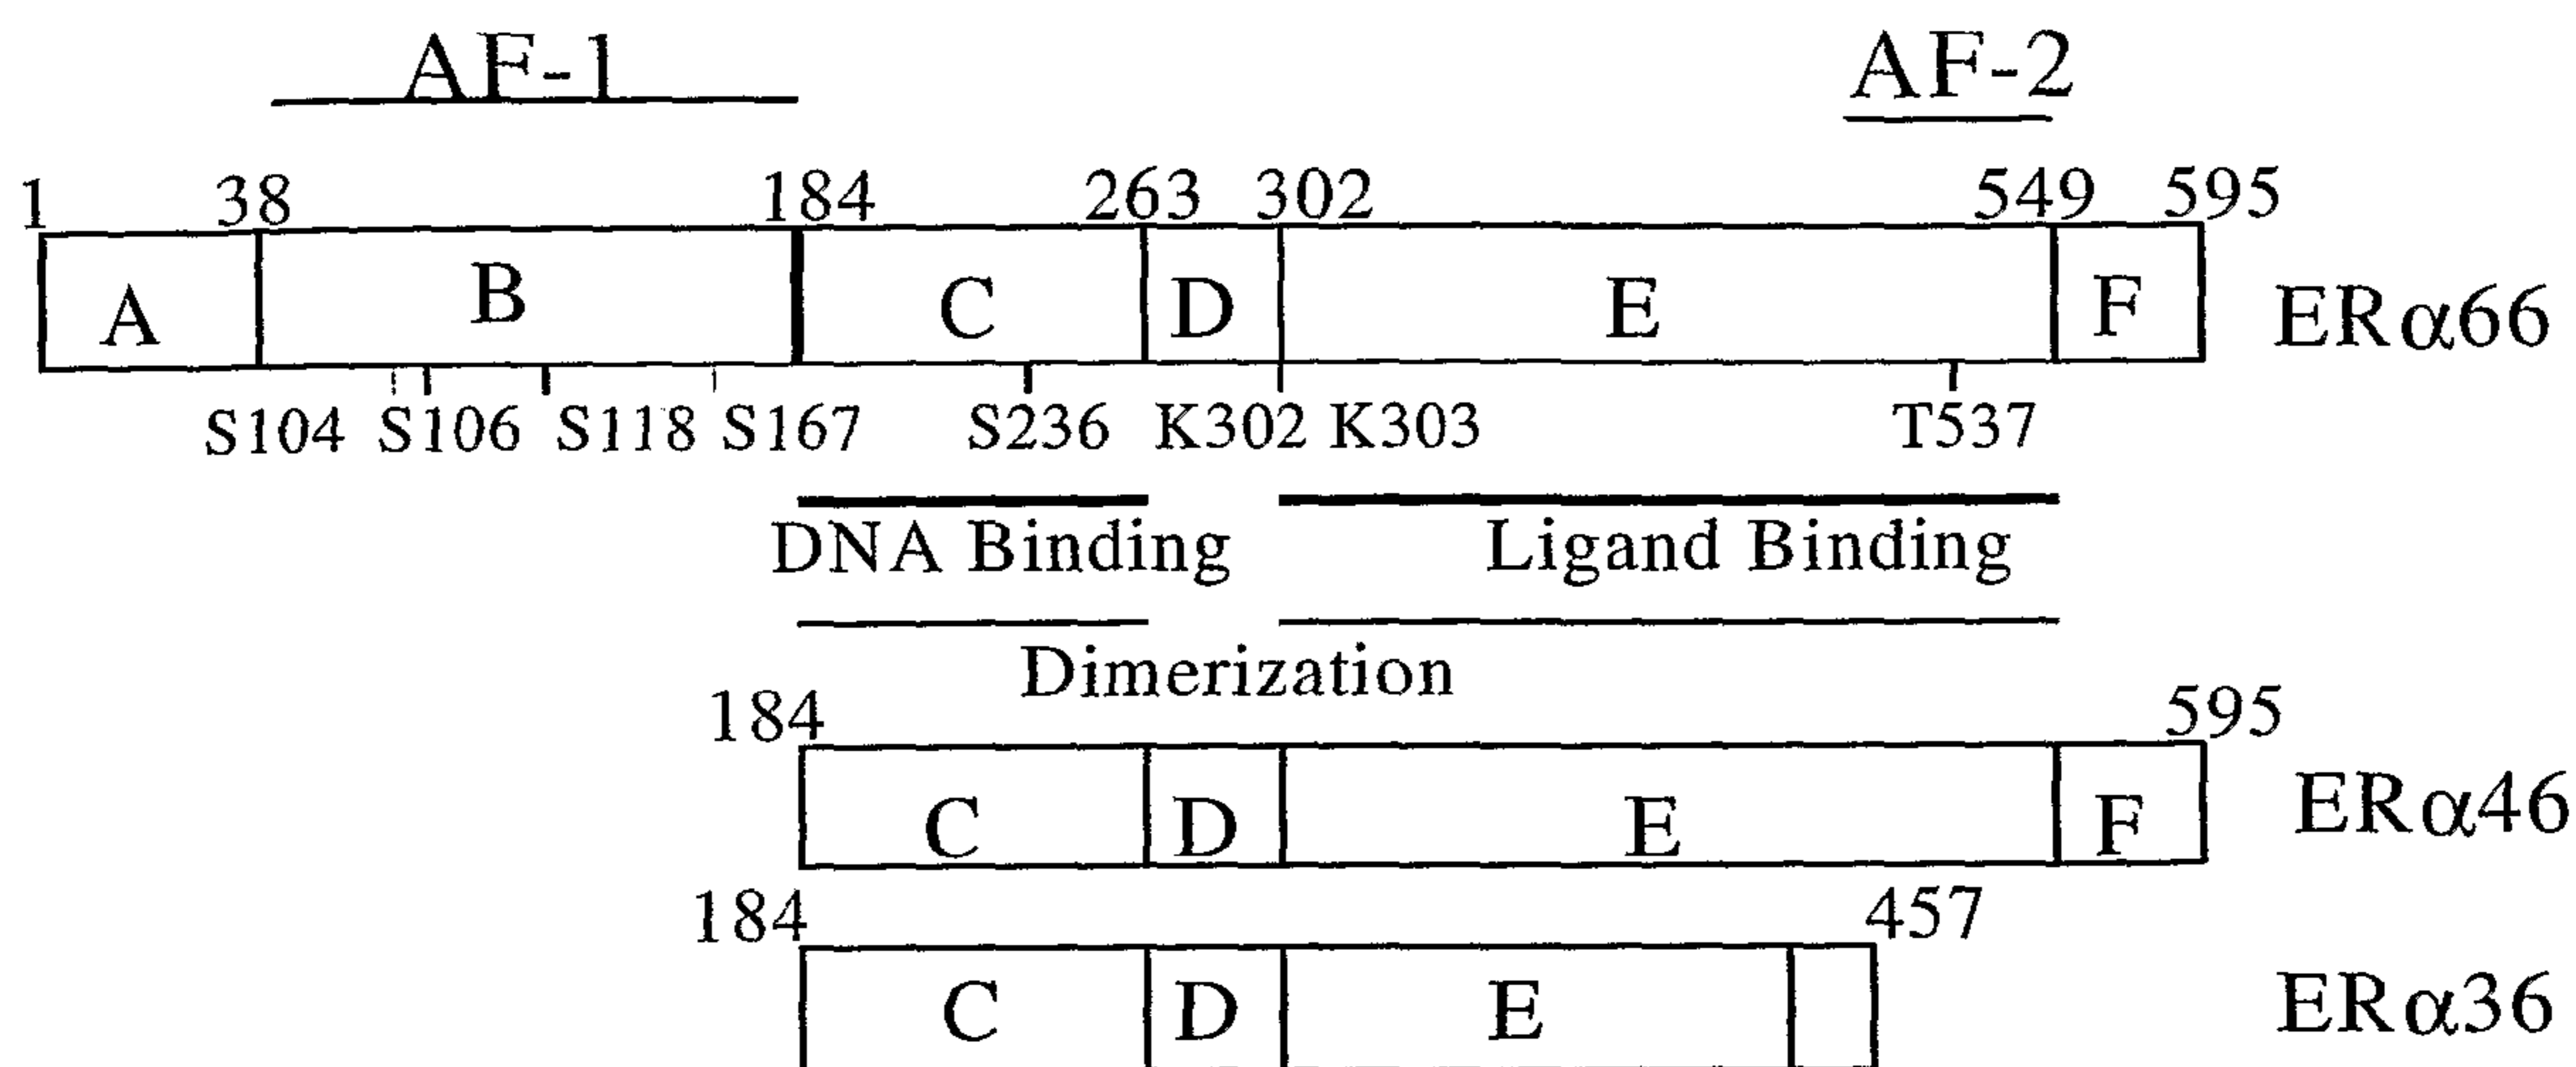 AF-1 AF-2
1 38 184 263 302 549 595
A B C D E F ERα66
S104 S106 S118 S167 S236 K302 K303 T537
DNA Binding Ligand Binding
Dimerization
184 595
C D E F ERα46
184 457
C D E ERα36